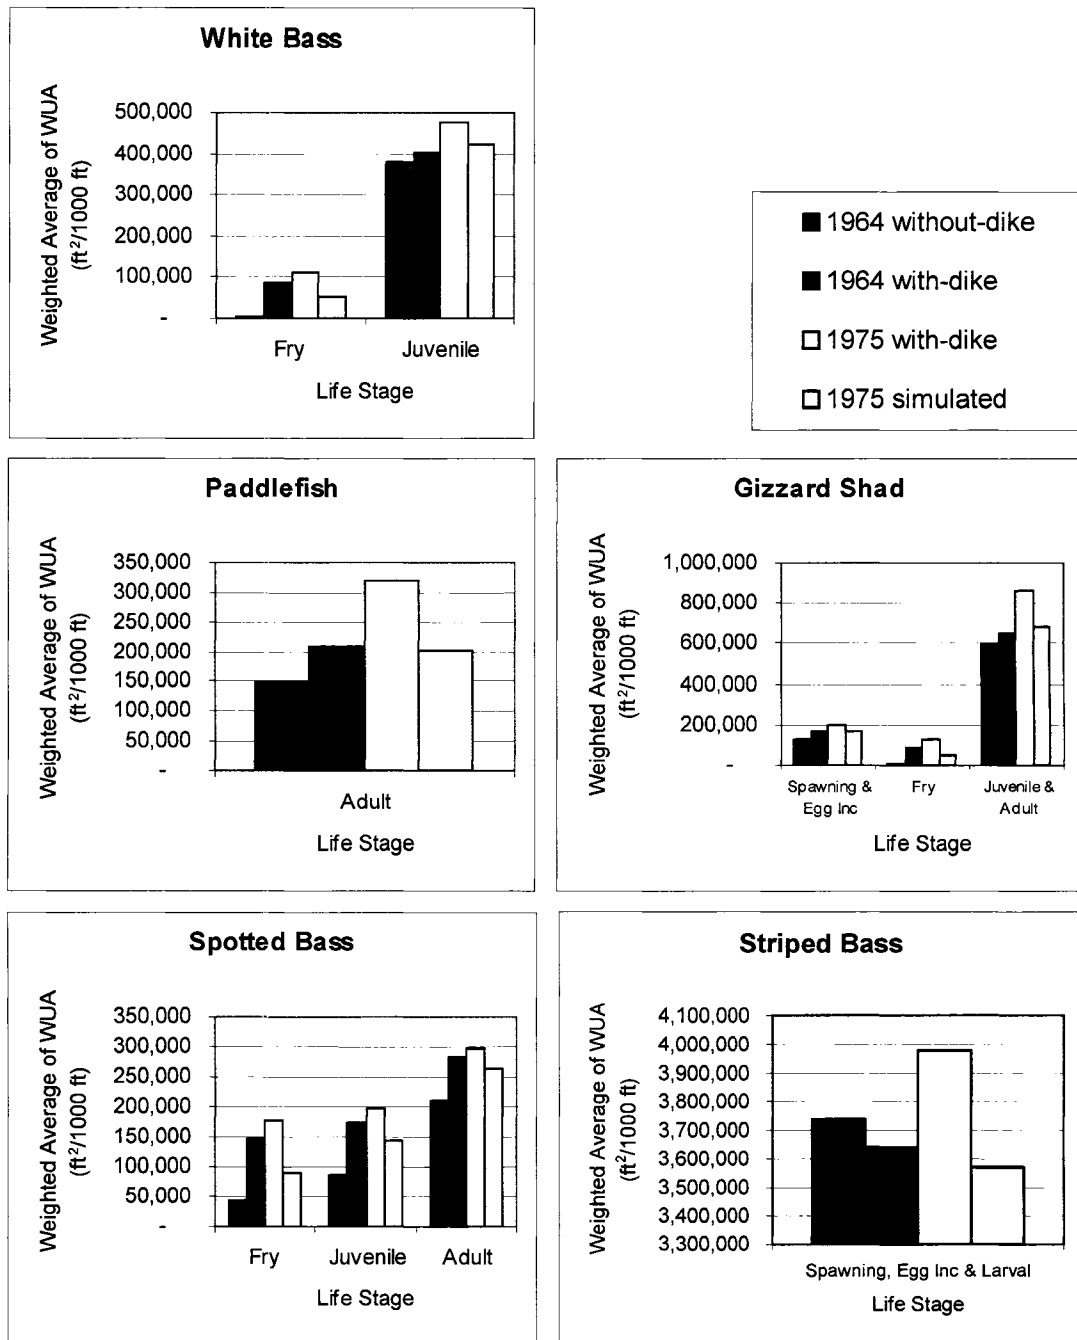 White Bass
Weighted Average of WUA
(ft²/1000 ft)
500,000
400,000
300,000
200,000
100,000
-
Fry
Juvenile
Life Stage
1964 without-dike
1964 with-dike
1975 with-dike
1975 simulated
Paddlefish
Weighted Average of WUA
(ft²/1000 ft)
350,000
300,000
250,000
200,000
150,000
100,000
50,000
-
Adult
Life Stage
Gizzard Shad
Weighted Average of WUA
(ft²/1000 ft)
1,000,000
800,000
600,000
400,000
200,000
-
Spawning &
Egg Inc
Fry
Juvenile &
Adult
Life Stage
Spotted Bass
Weighted Average of WUA
(ft²/1000 ft)
350,000
300,000
250,000
200,000
150,000
100,000
50,000
-
Fry
Juvenile
Adult
Life Stage
Striped Bass
Weighted Average of WUA
(ft²/1000 ft)
4,100,000
4,000,000
3,900,000
3,800,000
3,700,000
3,600,000
3,500,000
3,400,000
3,300,000
Spawning, Egg Inc & Larval
Life Stage